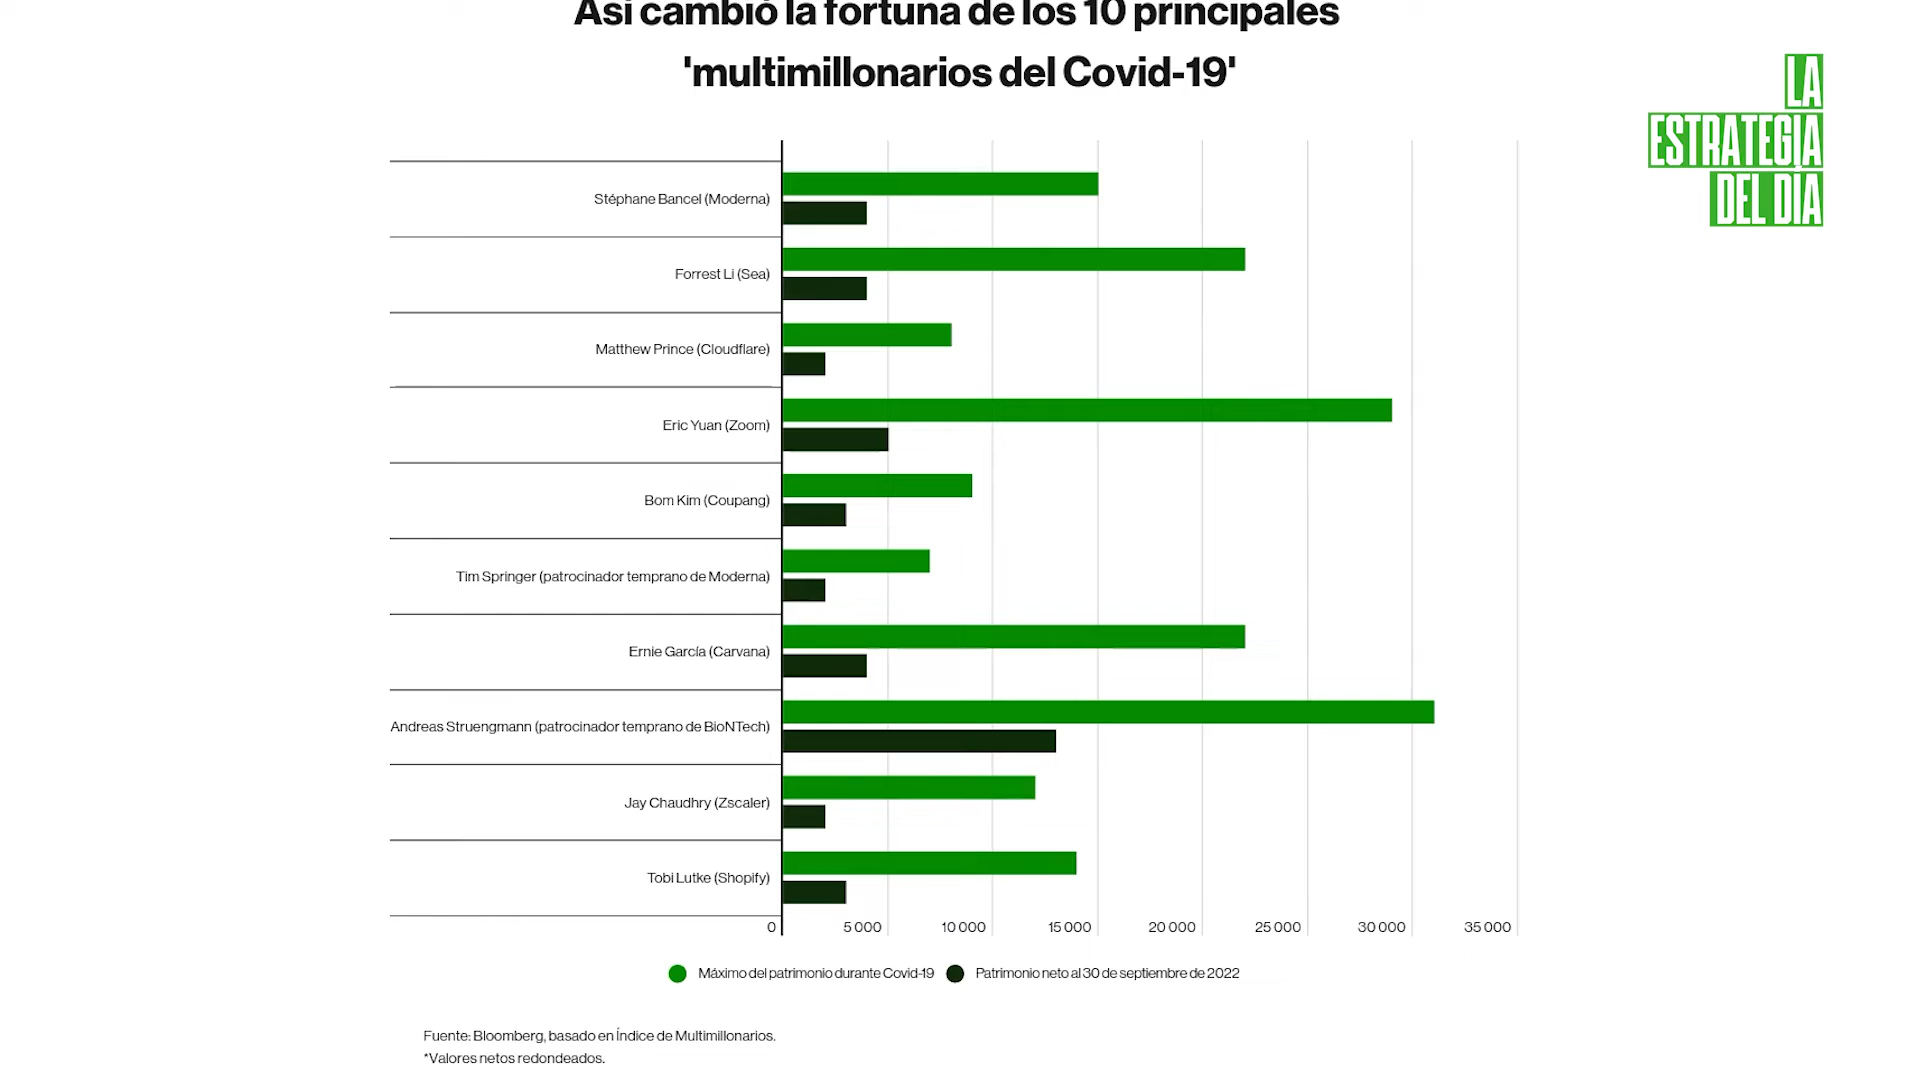 Así cambió la fortuna de los 10 principales
'multimillonarios del Covid-19'
LA
ESTRATEGIA
DEL DÍA
Stéphane Bancel (Moderna)
Forrest Li (Sea)
Matthew Prince (Cloudflare)
Eric Yuan (Zoom)
Bom Kim (Coupang)
Tim Springer (patrocinador temprano de Moderna)
Ernie García (Carvana)
Andreas Struengmann (patrocinador temprano de BioNTech)
Jay Chaudhry (Zscaler)
Tobi Lutke (Shopify)
0 5 000 10 000 15 000 20 000 25 000 30 000 35 000
Máximo del patrimonio durante Covid-19 Patrimonio neto al 30 de septiembre de 2022
Fuente: Bloomberg, basado en Índice de Multimillonarios.
*Valores netos redondeados.